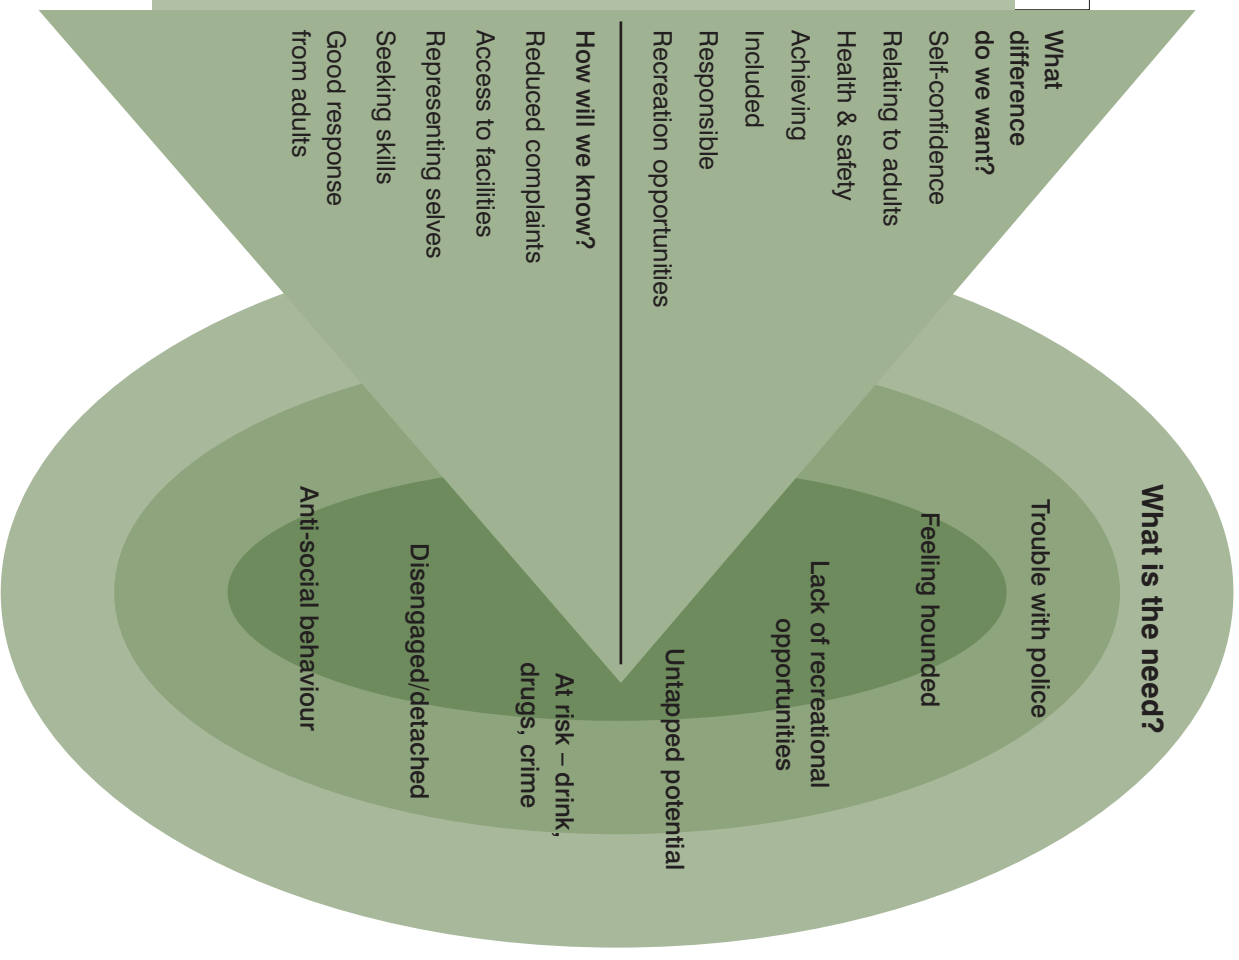 What
difference
do we want?
Self-confidence
Relating to adults
Health & safety
Achieving
Included
Responsible
Recreation opportunities
How will we know?
Reduced complaints
Access to facilities
Representing selves
Seeking skills
Good response
from adults
What is the need?
Trouble with police
Feeling hounded
Lack of recreational
opportunities
Untapped potential
At risk – drink,
drugs, crime
Disengaged/detached
Anti-social behaviour